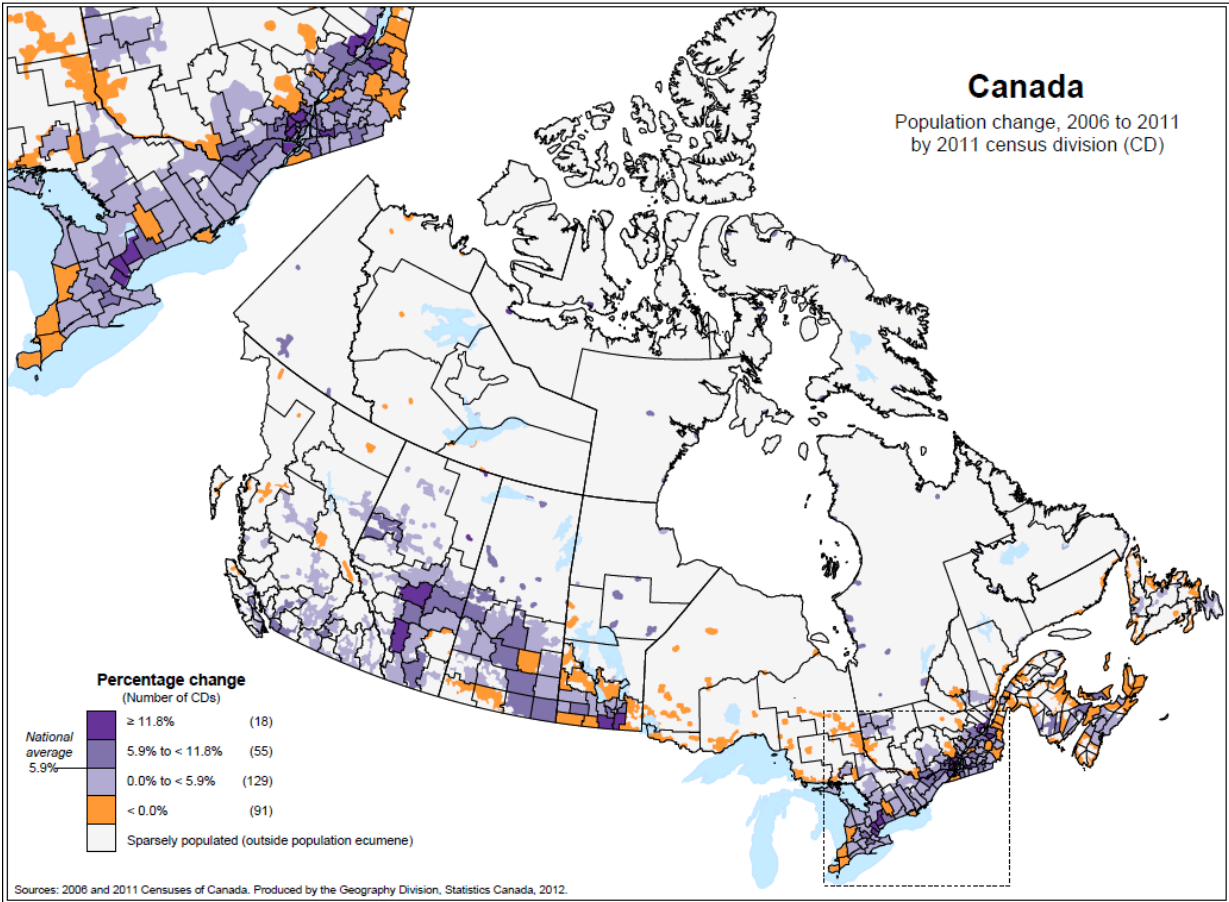 Canada
Population change, 2006 to 2011
by 2011 census division (CD)
Percentage change
(Number of CDs)
≥ 11.8% (18)
National
average
5.9%
5.9% to < 11.8% (55)
0.0% to < 5.9% (129)
< 0.0% (91)
Sparsely populated (outside population ecumene)
Sources: 2006 and 2011 Censuses of Canada. Produced by the Geography Division, Statistics Canada, 2012.